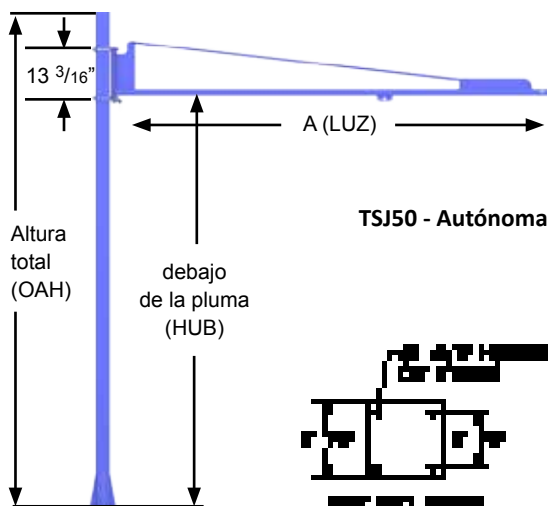 13 3/16”
A (LUZ)
TSJ50 - Autónoma
Altura
total
(OAH)
debajo
de la pluma
(HUB)